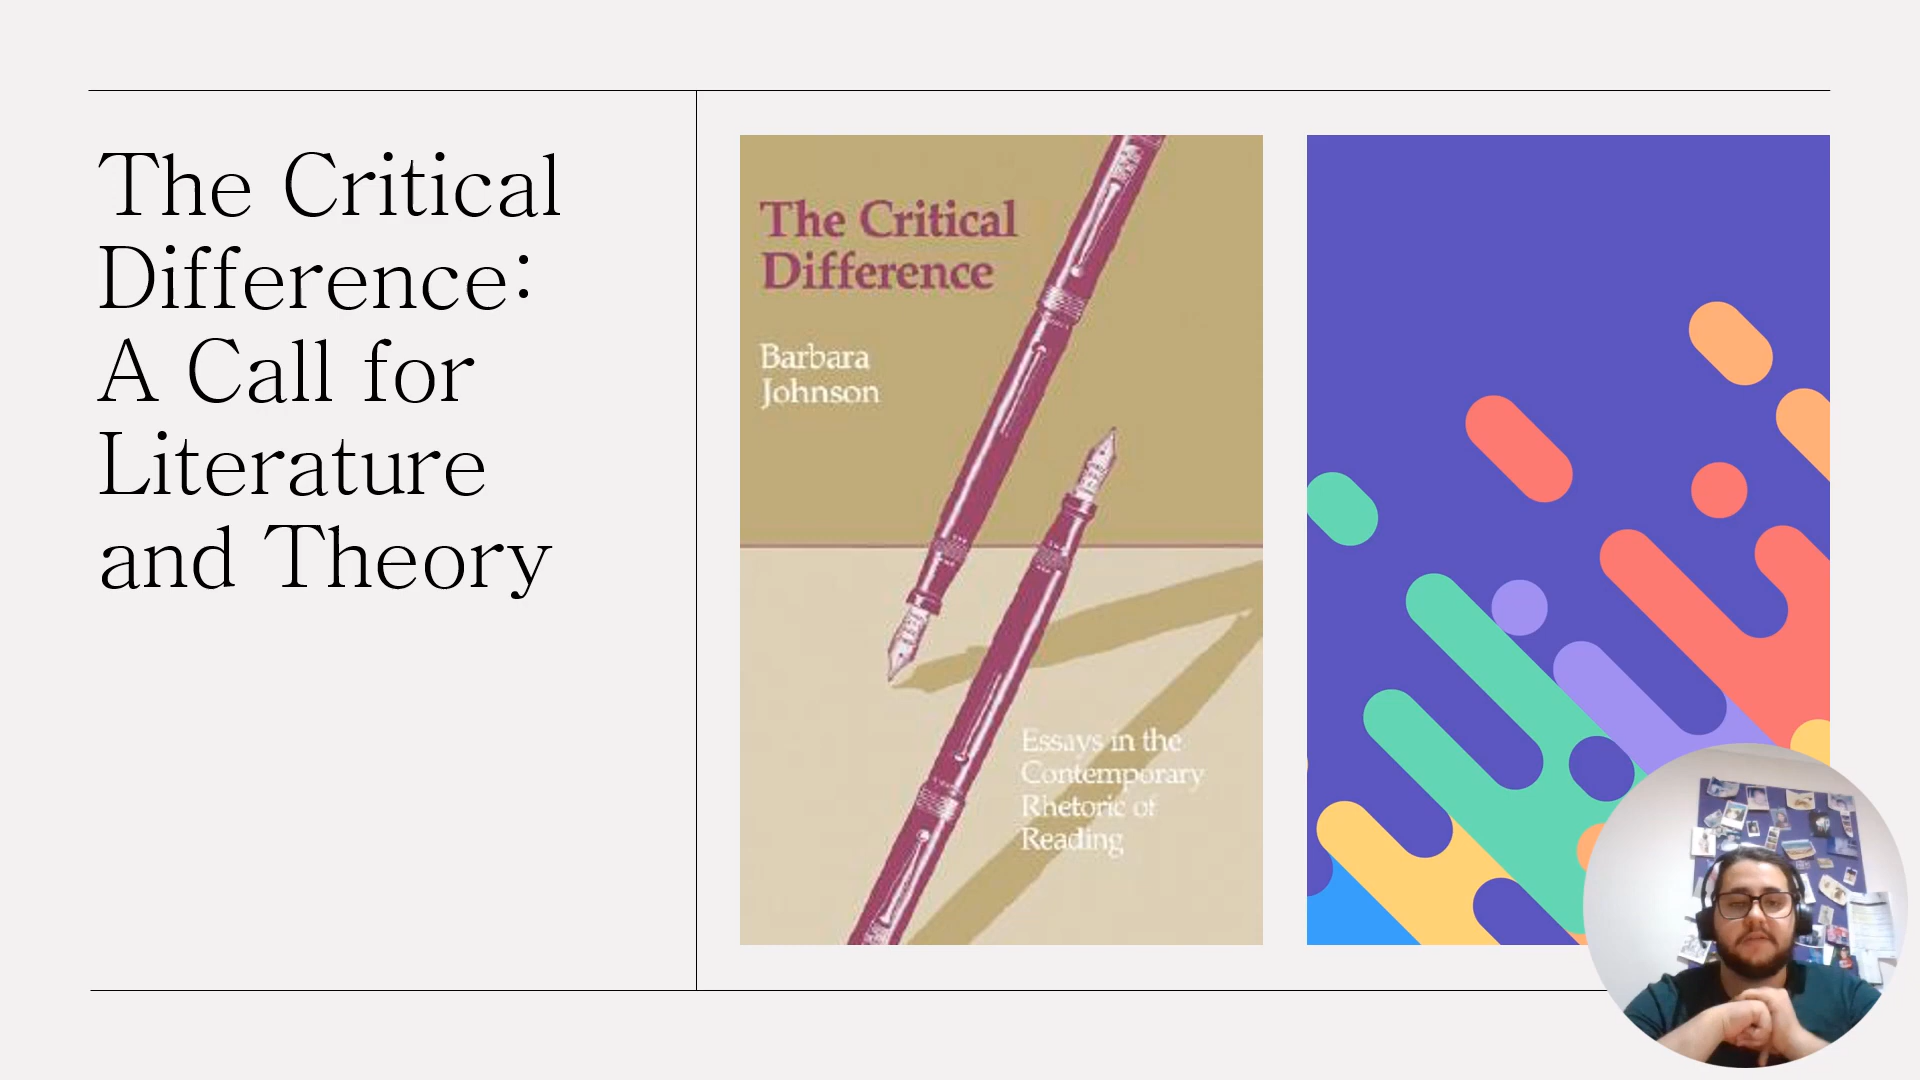 The Critical
Difference:
A Call for
Literature
and Theory
The Critical
Difference
Barbara
Johnson
Essays in the
Contemporary
Rhetoric of
Reading